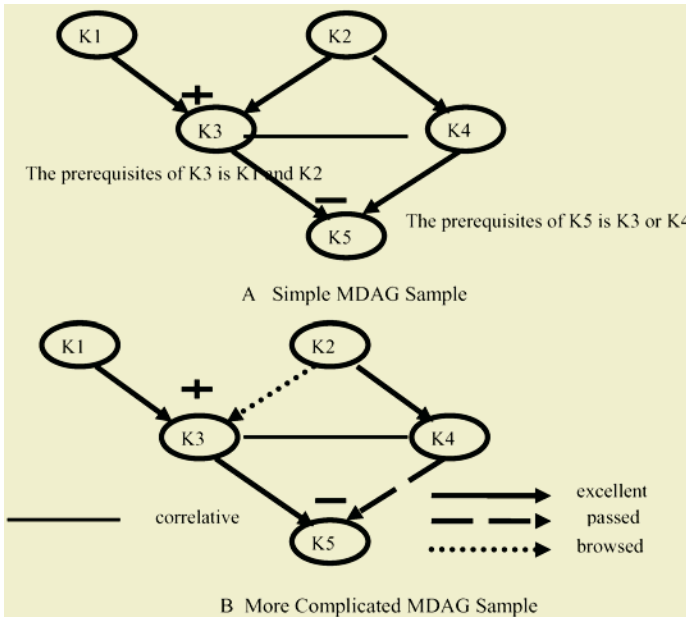 K1
K2
+
K3
K4
The prerequisites of K3 is K1 and K2
−
The prerequisites of K5 is K3 or K4
K5
A Simple MDAG Sample
K1
K2
+
K3
K4
−
excellent
correlative
passed
K5
browsed
B More Complicated MDAG Sample